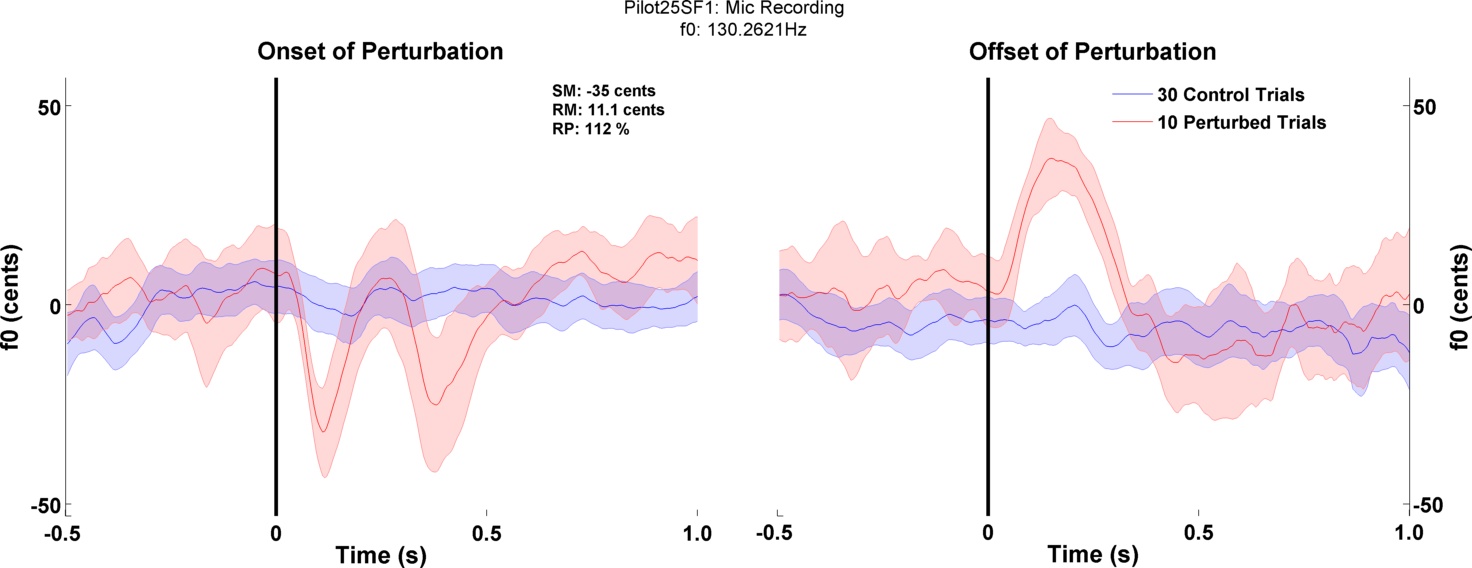 Pilot25SF1: Mic Recording
f0: 130.2621Hz
Onset of Perturbation
SM: -35 cents
RM: 11.1 cents
RP: 112 %
50
0
-50
f0 (cents)
-0.5 0 0.5 1.0
Time (s)
Offset of Perturbation
30 Control Trials
10 Perturbed Trials
50
0
-50
f0 (cents)
-0.5 0 0.5 1.0
Time (s)